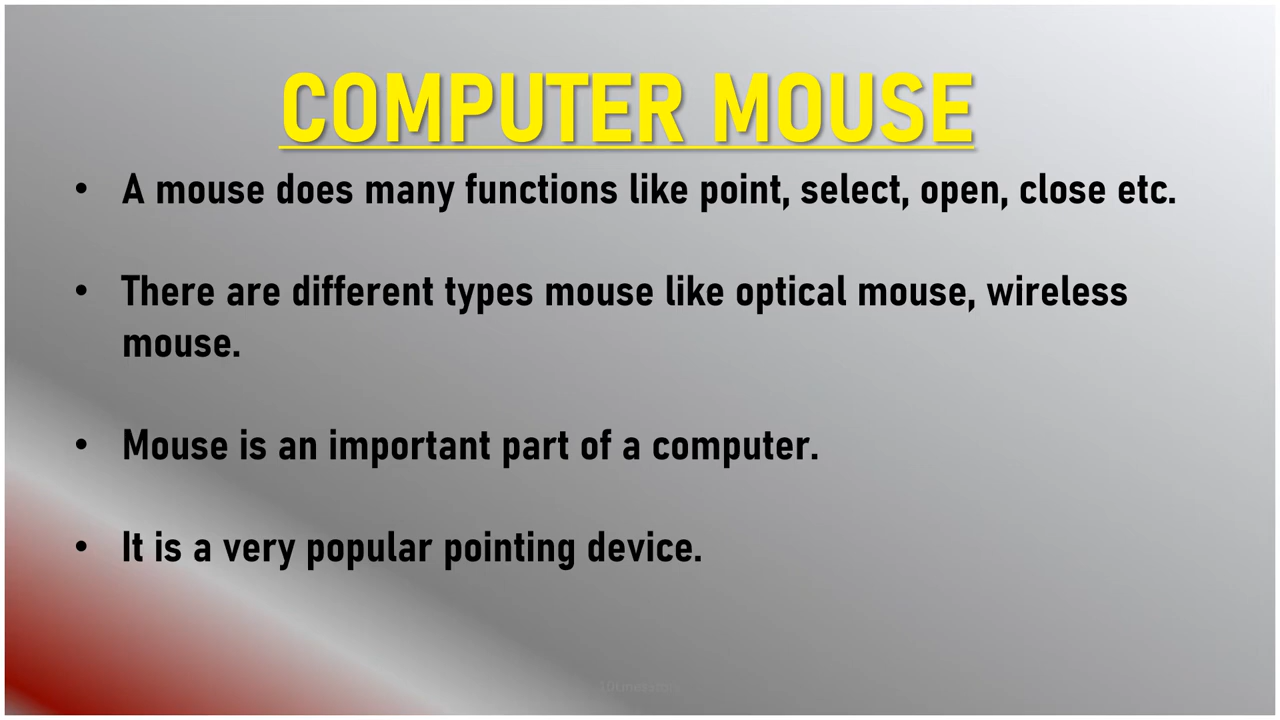 COMPUTER MOUSE
• A mouse does many functions like point, select, open, close etc.
• There are different types mouse like optical mouse, wireless
mouse.
• Mouse is an important part of a computer.
• It is a very popular pointing device.